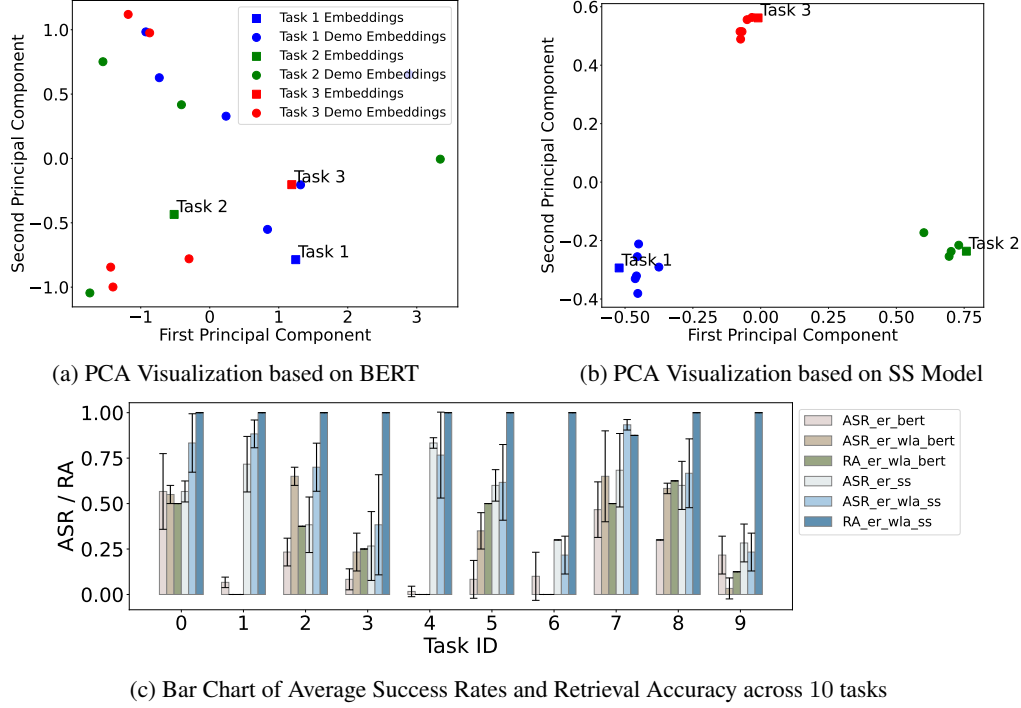 Task 1 Embeddings
Task 1 Demo Embeddings
Task 2 Embeddings
Task 2 Demo Embeddings
Task 3 Embeddings
Task 3 Demo Embeddings
Second Principal Component
1.0
0.5
0.0
−0.5
−1.0
Task 3
Task 2
Task 1
−1 0 1 2 3
First Principal Component
(a) PCA Visualization based on BERT
Second Principal Component
0.6
0.4
0.2
0.0
−0.2
−0.4
Task 3
Task 2
Task 1
−0.50 −0.25 0.00 0.25 0.50 0.75
First Principal Component
(b) PCA Visualization based on SS Model
ASR / RA
1.00
0.75
0.50
0.25
0.00
0 1 2 3 4 5 6 7 8 9
Task ID
ASR_er_bert
ASR_er_wla_bert
RA_er_wla_bert
ASR_er_ss
ASR_er_wla_ss
RA_er_wla_ss
(c) Bar Chart of Average Success Rates and Retrieval Accuracy across 10 tasks